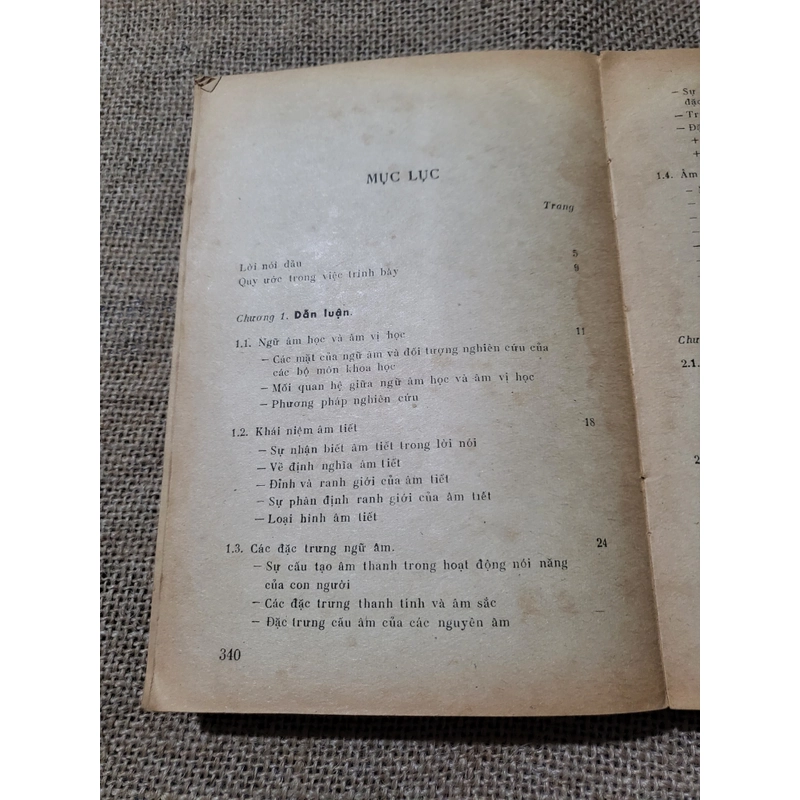 MỤC LỤC
Trang
Lời nói đầu 5
Quy ước trong việc trình bày 9
Chương 1. Dẫn luận.
1.1. Ngữ âm học và âm vị học 11
– Các mặt của ngữ âm và đối tượng nghiên cứu của
các bộ môn khoa học
– Mối quan hệ giữa ngữ âm học và âm vị học
– Phương pháp nghiên cứu
1.2. Khái niệm âm tiết 18
– Sự nhận biết âm tiết trong lời nói
– Về định nghĩa âm tiết
– Đỉnh và ranh giới của âm tiết
– Sự phân định ranh giới của âm tiết
– Loại hình âm tiết
1.3. Các đặc trưng ngữ âm. 24
– Sự cấu tạo âm thanh trong hoạt động nói năng
của con người
– Các đặc trưng thanh tính và âm sắc
– Đặc trưng cấu âm của các nguyên âm
340
– Sự
– Tr
+
+
1.4. Âm
–
–
–
–
2.1.